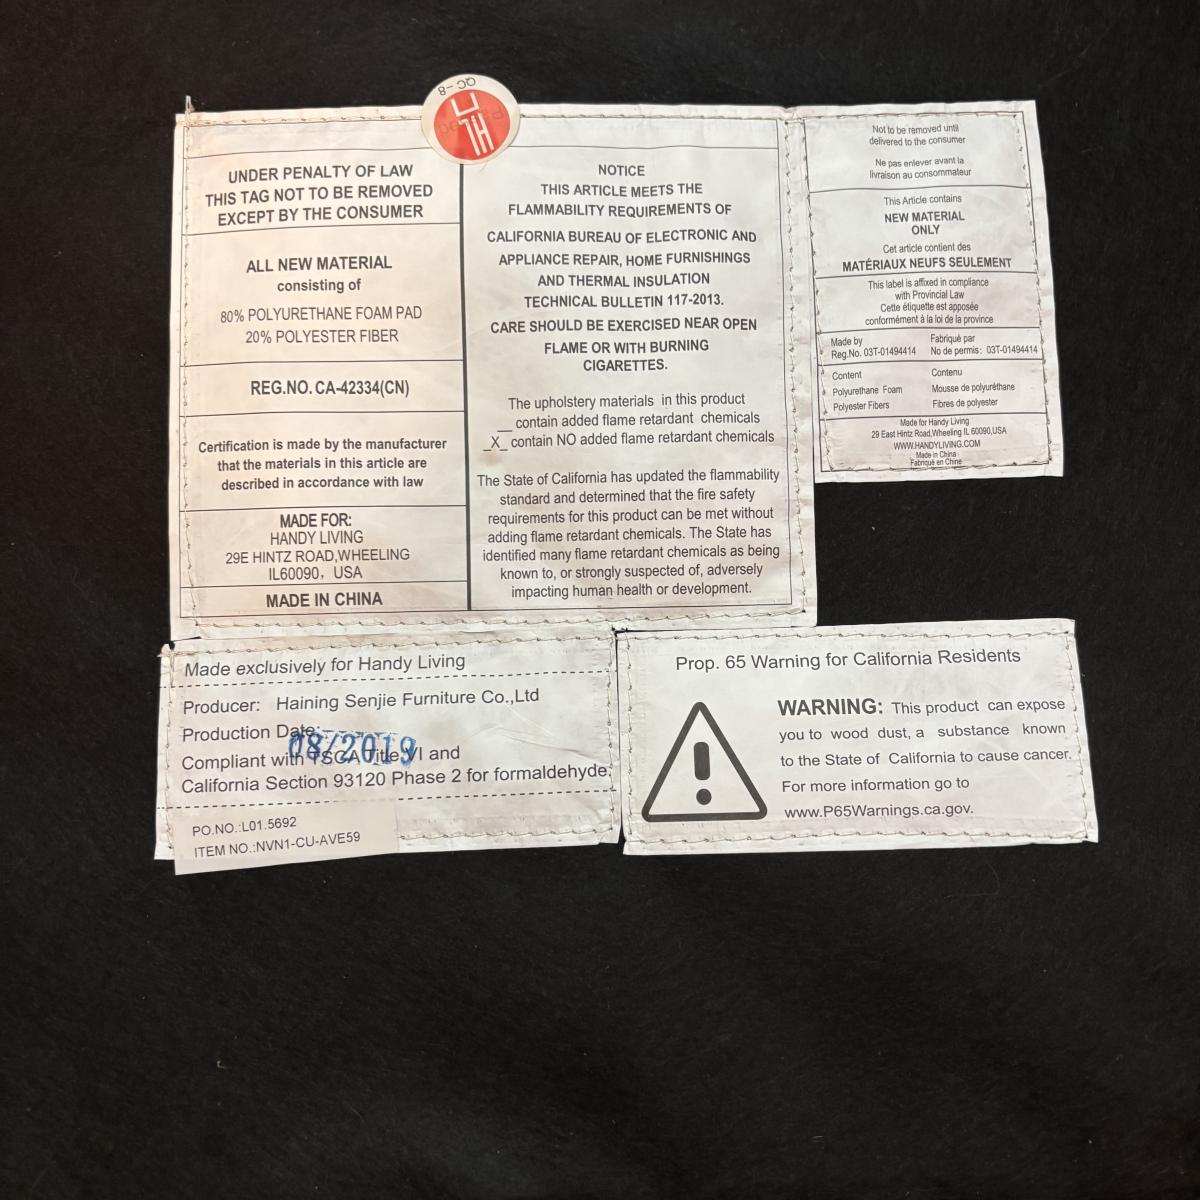 QC-8
UNDER PENALTY OF LAW
THIS TAG NOT TO BE REMOVED
EXCEPT BY THE CONSUMER
ALL NEW MATERIAL
consisting of
80% POLYURETHANE FOAM PAD
20% POLYESTER FIBER
REG.NO. CA-42334(CN)
Certification is made by the manufacturer
that the materials in this article are
described in accordance with law
MADE FOR:
HANDY LIVING
29E HINTZ ROAD,WHEELING
IL60090, USA
MADE IN CHINA
NOTICE
THIS ARTICLE MEETS THE
FLAMMABILITY REQUIREMENTS OF
CALIFORNIA BUREAU OF ELECTRONIC AND
APPLIANCE REPAIR, HOME FURNISHINGS
AND THERMAL INSULATION
TECHNICAL BULLETIN 117-2013.
CARE SHOULD BE EXERCISED NEAR OPEN
FLAME OR WITH BURNING
CIGARETTES.
The upholstery materials in this product
__ contain added flame retardant chemicals
_X_ contain NO added flame retardant chemicals
The State of California has updated the flammability
standard and determined that the fire safety
requirements for this product can be met without
adding flame retardant chemicals. The State has
identified many flame retardant chemicals as being
known to, or strongly suspected of, adversely
impacting human health or development.
Not to be removed until
delivered to the consumer
Ne pas enlever avant la
livraison au consommateur
This Article contains
NEW MATERIAL
ONLY
Cet article contient des
MATÉRIAUX NEUFS SEULEMENT
This label is affixed in compliance
with Provincial Law
Cette étiquette est apposée
conformément à la loi de la province
Made by Fabriqué par
Reg.No. 03T-01494414 No de permis: 03T-01494414
Content Contenu
Polyurethane Foam Mousse de polyuréthane
Polyester Fibers Fibres de polyester
Made for Handy Living
29 East Hintz Road,Wheeling IL 60090,USA
WWW.HANDYLIVING.COM
Made in China
Fabriqué en Chine
Made exclusively for Handy Living
Producer: Haining Senjie Furniture Co.,Ltd
Production Date:
08/2019
Compliant with TSCA Title VI and
California Section 93120 Phase 2 for formaldehyde.
PO.NO.:L01.5692
ITEM NO.:NVN1-CU-AVE59
Prop. 65 Warning for California Residents
WARNING: This product can expose
you to wood dust, a substance known
to the State of California to cause cancer.
For more information go to
www.P65Warnings.ca.gov.